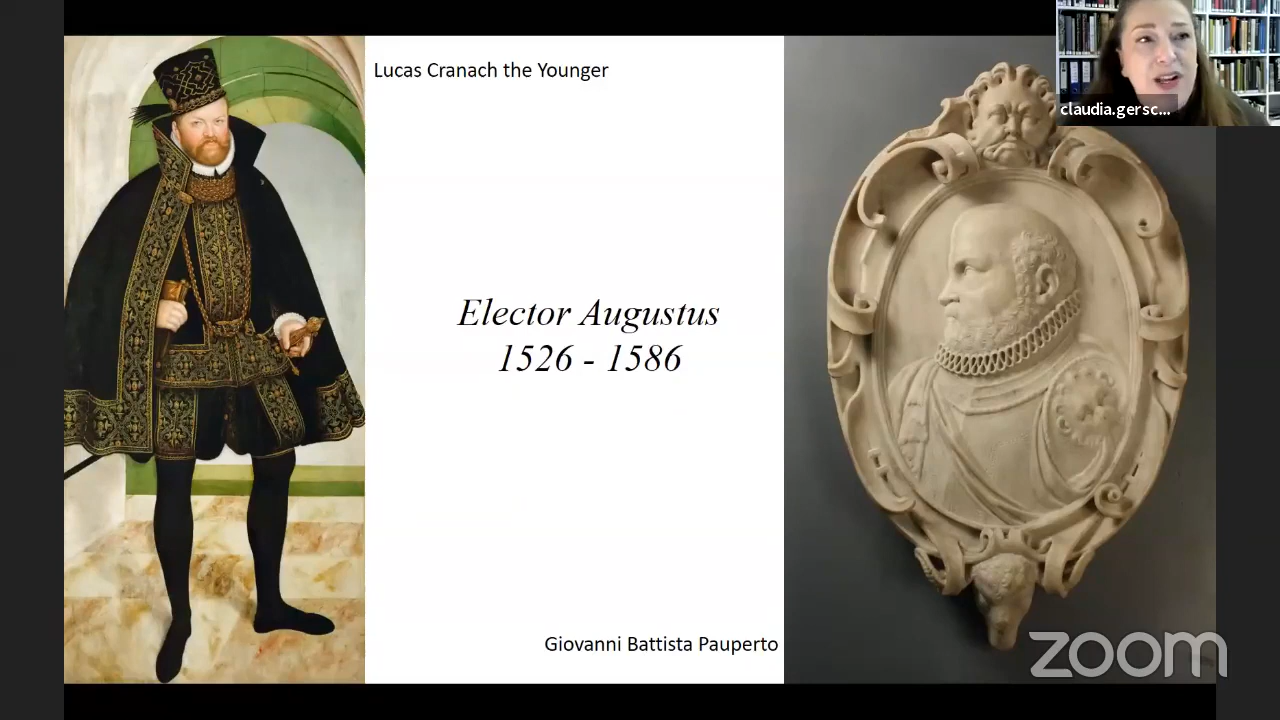 Lucas Cranach the Younger
claudia.gersc...
Elector Augustus
1526 - 1586
Giovanni Battista Pauperto
zoom